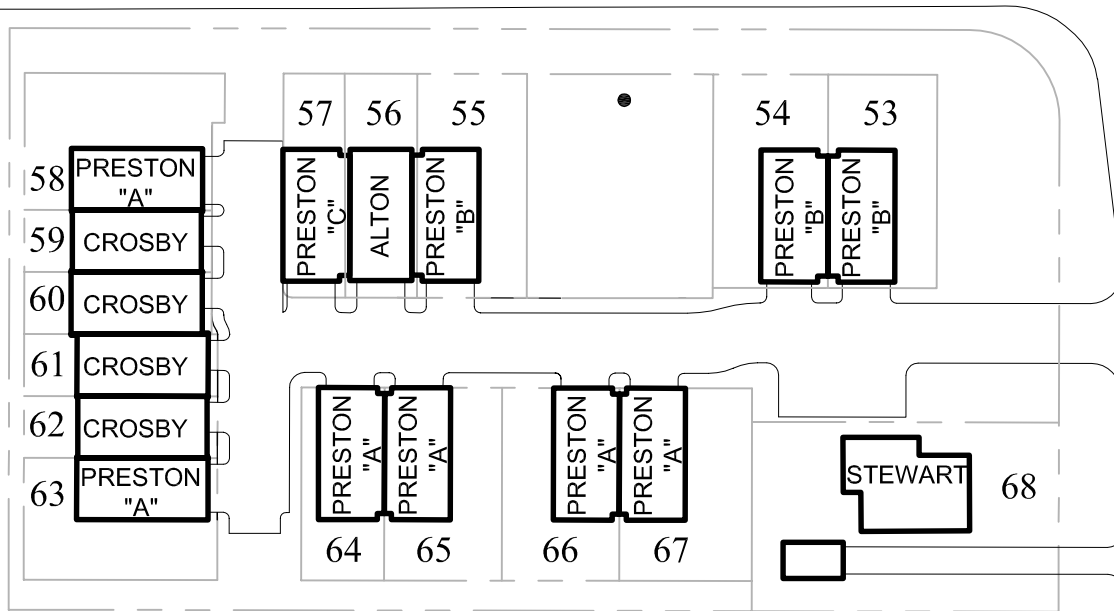 57
56
55
54
53
PRESTON
"C"
ALTON
PRESTON
"B"
PRESTON
"B"
PRESTON
"B"
58
PRESTON
"A"
59
CROSBY
60
CROSBY
61
CROSBY
62
CROSBY
63
PRESTON
"A"
PRESTON
"A"
PRESTON
"A"
PRESTON
"A"
PRESTON
"A"
STEWART
68
64
65
66
67